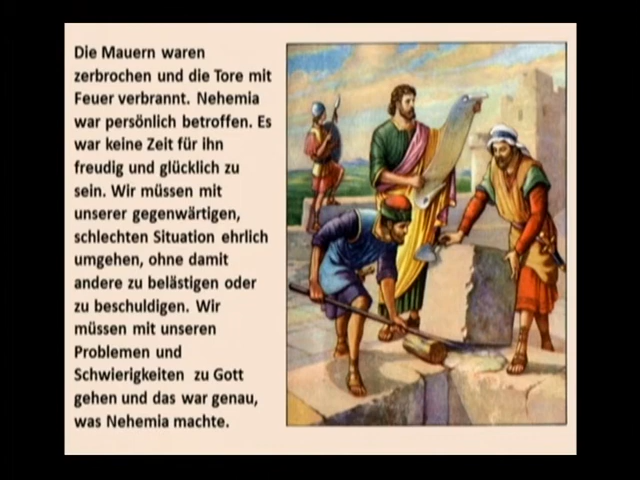 Die Mauern waren
zerbrochen und die Tore mit
Feuer verbrannt. Nehemia
war persönlich betroffen. Es
war keine Zeit für ihn
freudig und glücklich zu
sein. Wir müssen mit
unserer gegenwärtigen,
schlechten Situation ehrlich
umgehen, ohne damit
andere zu belästigen oder
zu beschuldigen. Wir
müssen mit unseren
Problemen und
Schwierigkeiten zu Gott
gehen und das war genau,
was Nehemia machte.